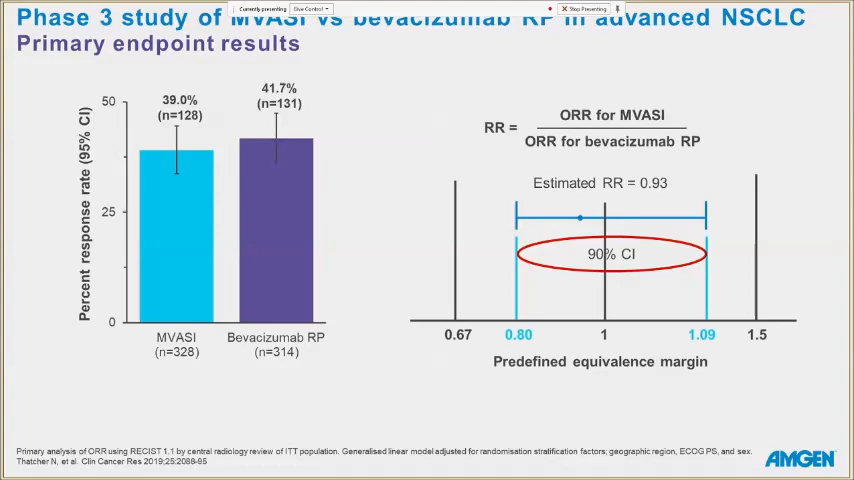 Phase 3 study of MVASI vs bevacizumab RP in advanced NSCLC
Currently presenting
Give Control
Stop Presenting
Primary endpoint results
Percent response rate (95% CI)
50
25
0
39.0%
(n=128)
41.7%
(n=131)
MVASI
(n=328)
Bevacizumab RP
(n=314)
RR =
ORR for MVASI
ORR for bevacizumab RP
Estimated RR = 0.93
90% CI
0.67
0.80
1
1.09
1.5
Predefined equivalence margin
Primary analysis of ORR using RECIST 1.1 by central radiology review of ITT population. Generalised linear model adjusted for randomisation stratification factors; geographic region, ECOG PS, and sex.
Thatcher N, et al. Clin Cancer Res 2019;25:2088-95
AMGEN